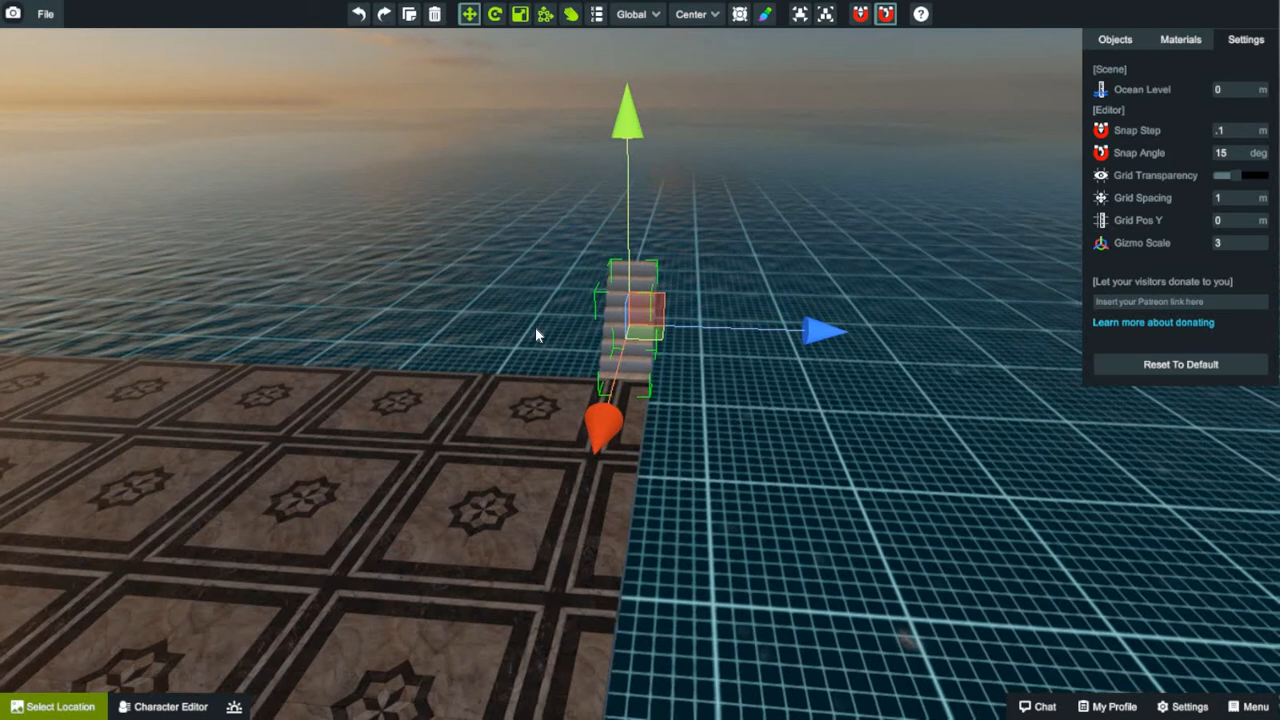 File
Global
Center
Objects
Materials
Settings
[Scene]
Ocean Level 0 m
[Editor]
Snap Step .1 m
Snap Angle 15 deg
Grid Transparency
Grid Spacing 1 m
Grid Pos Y 0 m
Gizmo Scale 3
[Let your visitors donate to you]
Insert your Patreon link here
Learn more about donating
Reset To Default
Select Location
Character Editor
Chat
My Profile
Settings
Menu